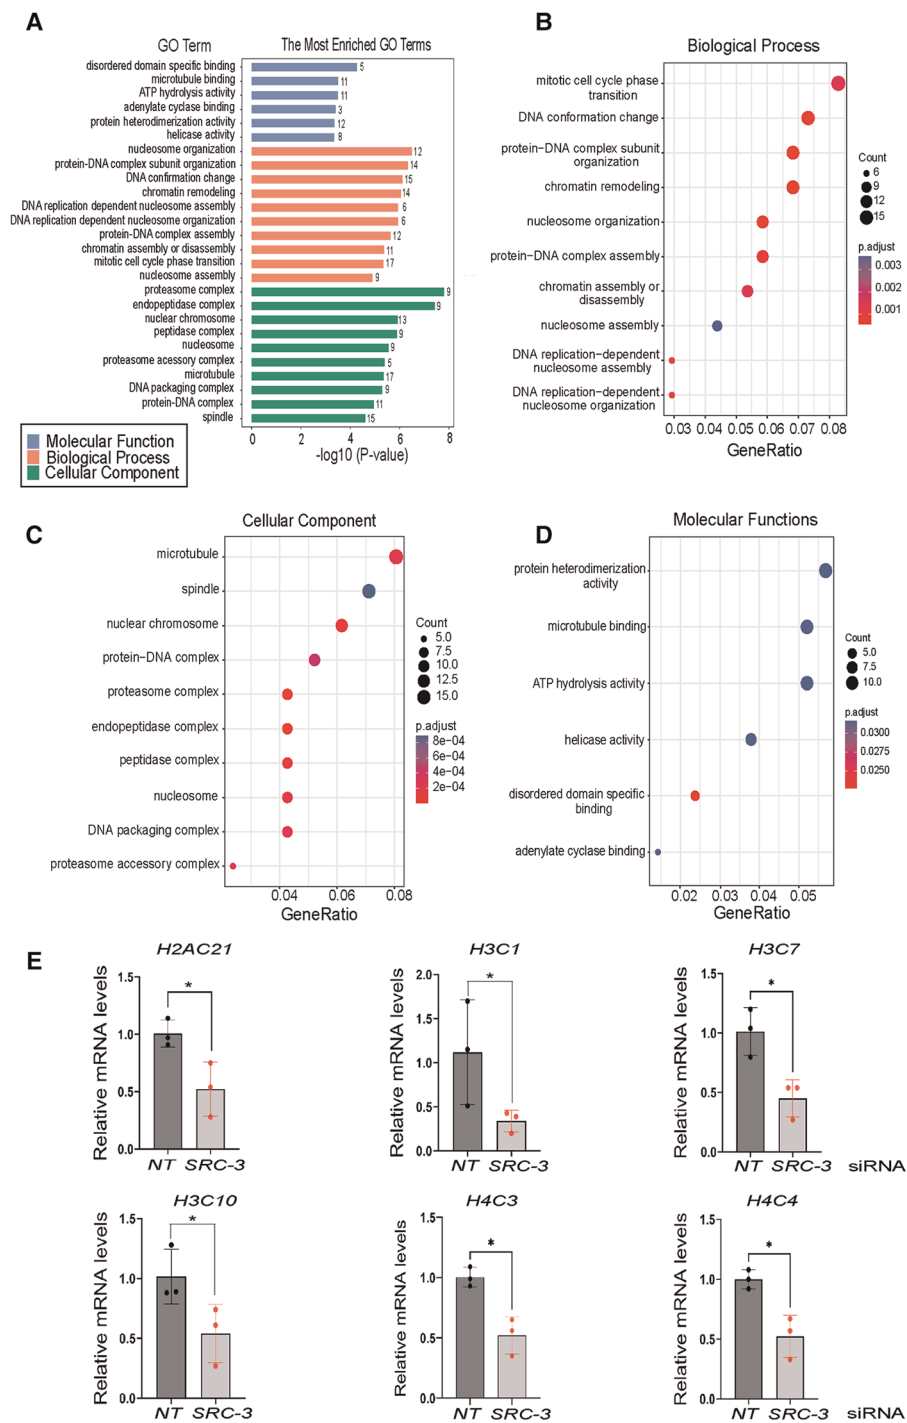 A
GO Term The Most Enriched GO Terms
disordered domain specific binding 5
microtubule binding 11
ATP hydrolysis activity 11
adenylate cyclase binding 3
protein heterodimerization activity 12
helicase activity 8
nucleosome organization 12
protein-DNA complex subunit organization 14
DNA confirmation change 15
chromatin remodeling 14
DNA replication dependent nucleosome assembly 6
DNA replication dependent nucleosome organization 6
protein-DNA complex assembly 12
chromatin assembly or disassembly 11
mitotic cell cycle phase transition 17
nucleosome assembly 9
proteasome complex 9
endopeptidase complex 9
nuclear chromosome 13
peptidase complex 9
nucleosome 9
proteasome acessory complex 5
microtubule 17
DNA packaging complex 9
protein-DNA complex 11
spindle 15
0 2 4 6 8
-log10 (P-value)
Molecular Function
Biological Process
Cellular Component
B
Biological Process
mitotic cell cycle phase
transition
DNA conformation change
protein−DNA complex subunit
organization
chromatin remodeling
nucleosome organization
protein−DNA complex assembly
chromatin assembly or
disassembly
nucleosome assembly
DNA replication−dependent
nucleosome assembly
DNA replication−dependent
nucleosome organization
0.03 0.04 0.05 0.06 0.07 0.08
GeneRatio
Count
6
9
12
15
p.adjust
0.003
0.002
0.001
C
Cellular Component
microtubule
spindle
nuclear chromosome
protein−DNA complex
proteasome complex
endopeptidase complex
peptidase complex
nucleosome
DNA packaging complex
proteasome accessory complex
0.04 0.06 0.08
GeneRatio
Count
5.0
7.5
10.0
12.5
15.0
p.adjust
8e−04
6e−04
4e−04
2e−04
D
Molecular Functions
protein heterodimerization
activity
microtubule binding
ATP hydrolysis activity
helicase activity
disordered domain specific
binding
adenylate cyclase binding
0.02 0.03 0.04 0.05
GeneRatio
Count
5.0
7.5
10.0
p.adjust
0.0300
0.0275
0.0250
E
H2AC21
Relative mRNA levels
1.5
1.0
0.5
0.0
*
NT SRC-3
H3C1
Relative mRNA levels
2.0
1.5
1.0
0.5
0.0
*
NT SRC-3
H3C7
Relative mRNA levels
1.5
1.0
0.5
0.0
*
NT SRC-3 siRNA
H3C10
Relative mRNA levels
1.5
1.0
0.5
0.0
*
NT SRC-3
H4C3
Relative mRNA levels
1.5
1.0
0.5
0.0
*
NT SRC-3
H4C4
Relative mRNA levels
1.5
1.0
0.5
0.0
*
NT SRC-3 siRNA